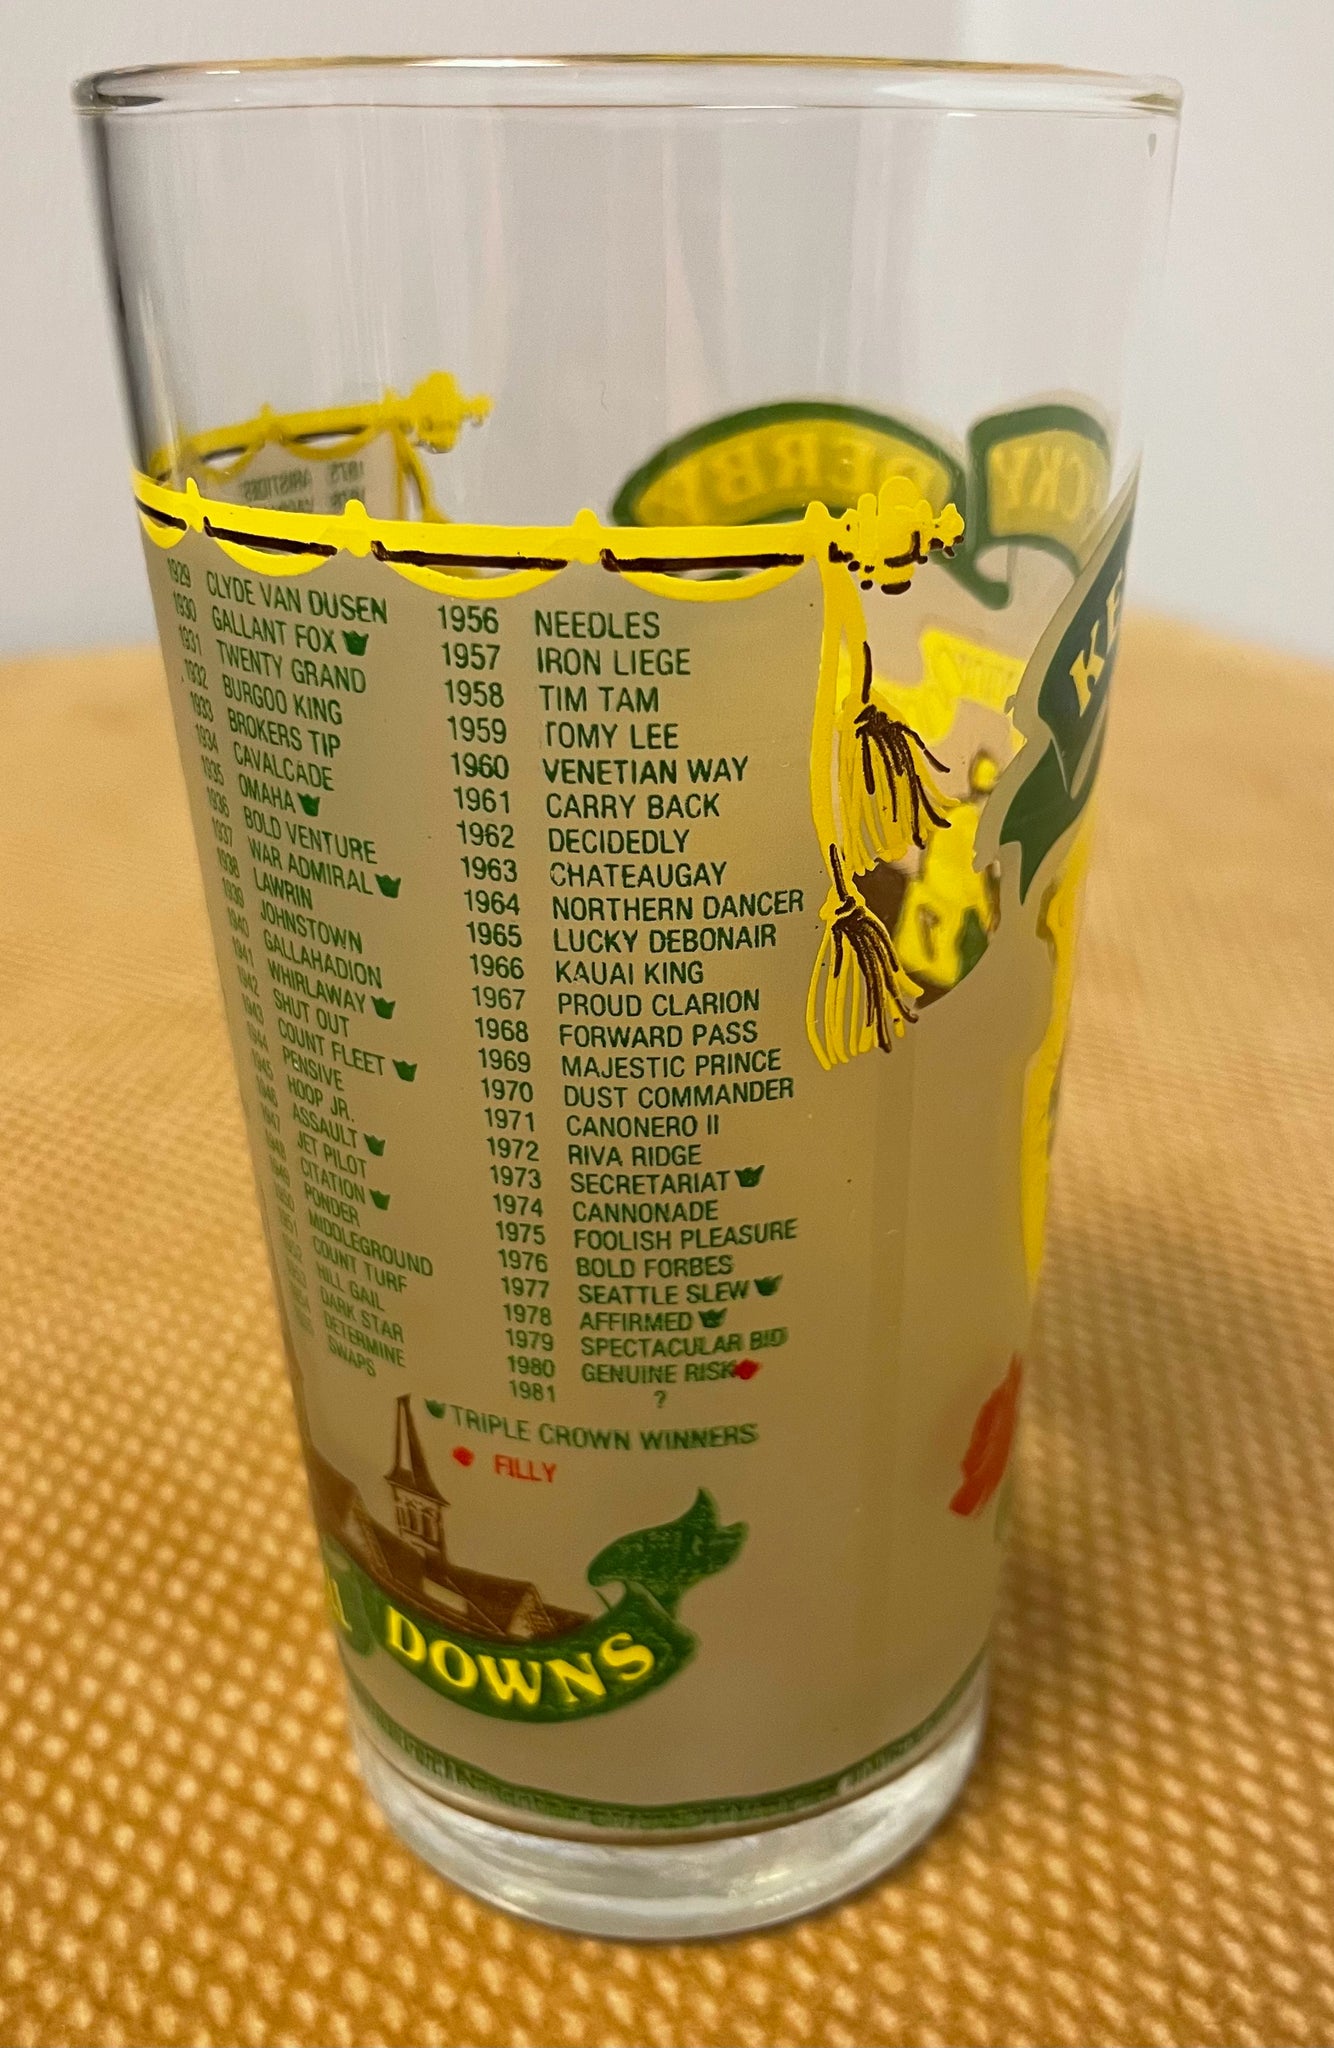 1929 CLYDE VAN DUSEN
1930 GALLANT FOX
1931 TWENTY GRAND
1932 BURGOO KING
1933 BROKERS TIP
1934 CAVALCADE
1935 OMAHA
1936 BOLD VENTURE
1937 WAR ADMIRAL
1938 LAWRIN
1939 JOHNSTOWN
1940 GALLAHADION
1941 WHIRLAWAY
1942 SHUT OUT
1943 COUNT FLEET
1944 PENSIVE
1945 HOOP JR.
1946 ASSAULT
1947 JET PILOT
1948 CITATION
1949 PONDER
1950 MIDDLEGROUND
1951 COUNT TURF
1952 HILL GAIL
1953 DARK STAR
DETERMINE
SWAPS
1956 NEEDLES
1957 IRON LIEGE
1958 TIM TAM
1959 TOMY LEE
1960 VENETIAN WAY
1961 CARRY BACK
1962 DECIDEDLY
1963 CHATEAUGAY
1964 NORTHERN DANCER
1965 LUCKY DEBONAIR
1966 KAUAI KING
1967 PROUD CLARION
1968 FORWARD PASS
1969 MAJESTIC PRINCE
1970 DUST COMMANDER
1971 CANONERO II
1972 RIVA RIDGE
1973 SECRETARIAT
1974 CANNONADE
1975 FOOLISH PLEASURE
1976 BOLD FORBES
1977 SEATTLE SLEW
1978 AFFIRMED
1979 SPECTACULAR BID
1980 GENUINE RISK
1981 ?
TRIPLE CROWN WINNERS
FILLY
DOWNS
KE
DERBY
1875 ARISTIDES